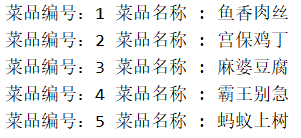 菜品编号：1 菜品名称 : 鱼香肉丝
菜品编号：2 菜品名称 : 宫保鸡丁
菜品编号：3 菜品名称 : 麻婆豆腐
菜品编号：4 菜品名称 : 霸王别急
菜品编号：5 菜品名称 : 蚂蚁上树